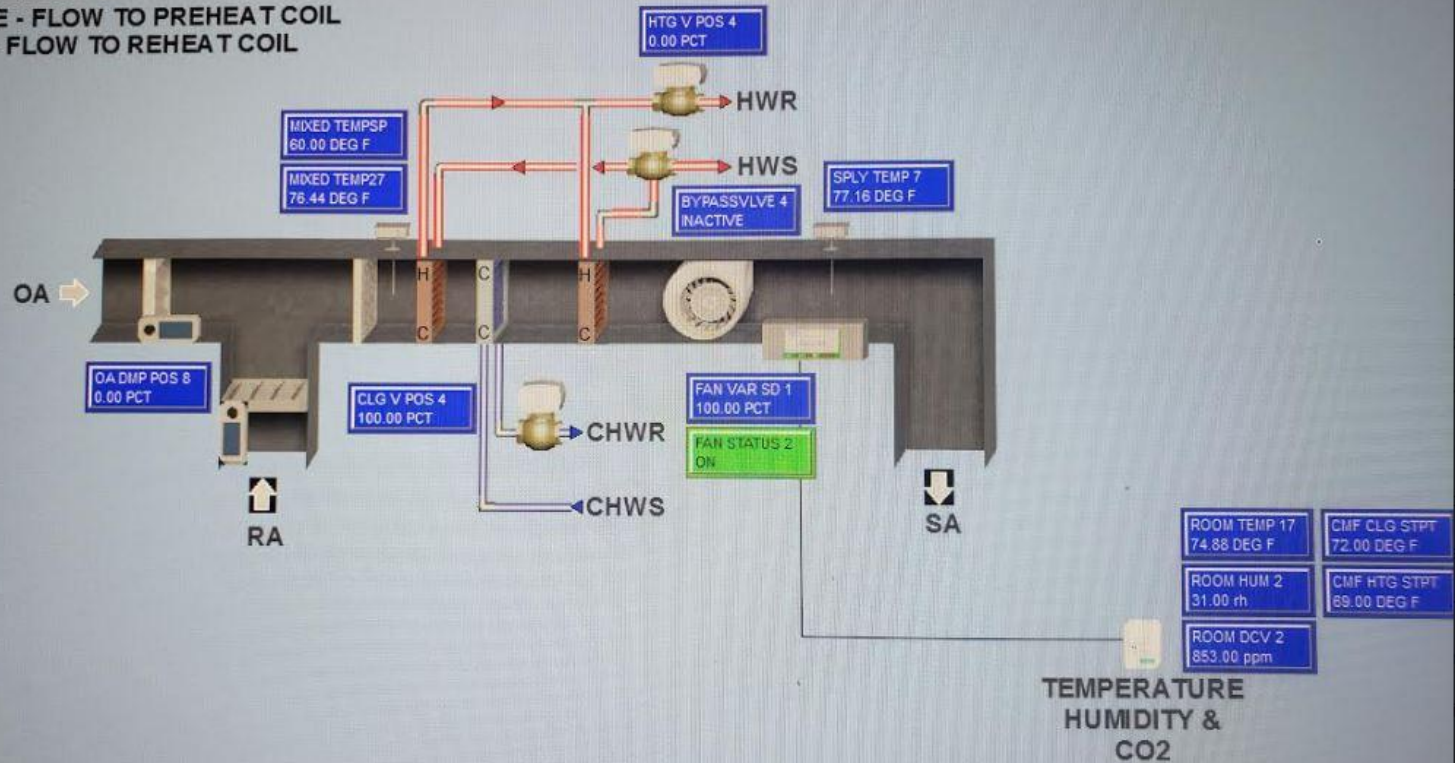 E - FLOW TO PREHEAT COIL
FLOW TO REHEAT COIL
HTG V POS 4
0.00 PCT
HWR
MIXED TEMPSP
60.00 DEG F
HWS
MIXED TEMP27
76.44 DEG F
SPLY TEMP 7
77.16 DEG F
BYPASSVLVE 4
INACTIVE
H
C
H
OA
C
C
C
OA DMP POS 8
0.00 PCT
CLG V POS 4
100.00 PCT
FAN VAR SD 1
100.00 PCT
CHWR
FAN STATUS 2
ON
CHWS
RA
SA
ROOM TEMP 17
74.88 DEG F
CMF CLG STPT
72.00 DEG F
ROOM HUM 2
31.00 rh
CMF HTG STPT
69.00 DEG F
ROOM DCV 2
853.00 ppm
TEMPERATURE
HUMIDITY &
CO2